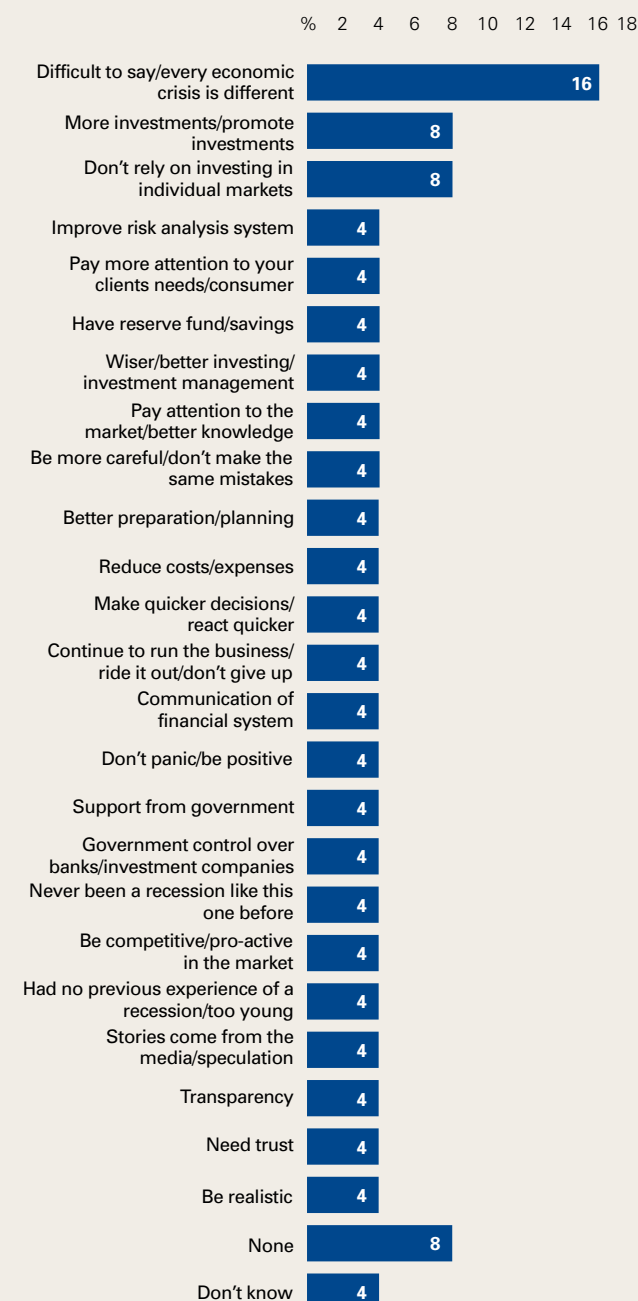 % 2 4 6 8 10 12 14 16 18
Difficult to say/every economic
crisis is different
16
More investments/promote
investments
8
Don't rely on investing in
individual markets
8
Improve risk analysis system
4
Pay more attention to your
clients needs/consumer
4
Have reserve fund/savings
4
Wiser/better investing/
investment management
4
Pay attention to the
market/better knowledge
4
Be more careful/don't make the
same mistakes
4
Better preparation/planning
4
Reduce costs/expenses
4
Make quicker decisions/
react quicker
4
Continue to run the business/
ride it out/don't give up
4
Communication of
financial system
4
Don't panic/be positive
4
Support from government
4
Government control over
banks/investment companies
4
Never been a recession like this
one before
4
Be competitive/pro-active
in the market
4
Had no previous experience of a
recession/too young
4
Stories come from the
media/speculation
4
Transparency
4
Need trust
4
Be realistic
4
None
8
Don't know
4